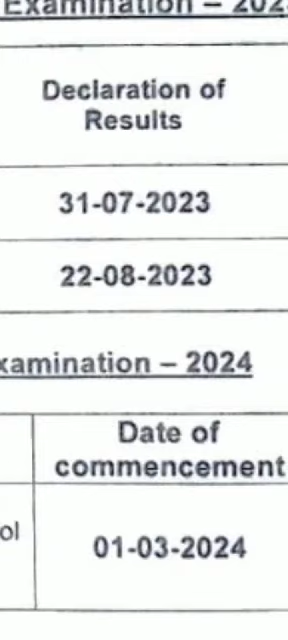 Examination – 202
Declaration of
Results
31-07-2023
22-08-2023
xamination – 2024
Date of
commencement
ol
01-03-2024